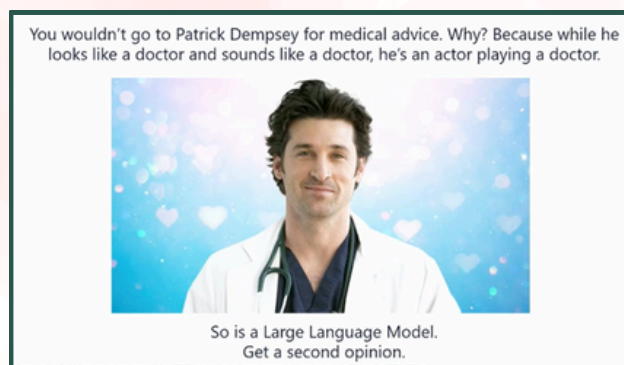 You wouldn’t go to Patrick Dempsey for medical advice. Why? Because while he
looks like a doctor and sounds like a doctor, he’s an actor playing a doctor.
So is a Large Language Model.
Get a second opinion.